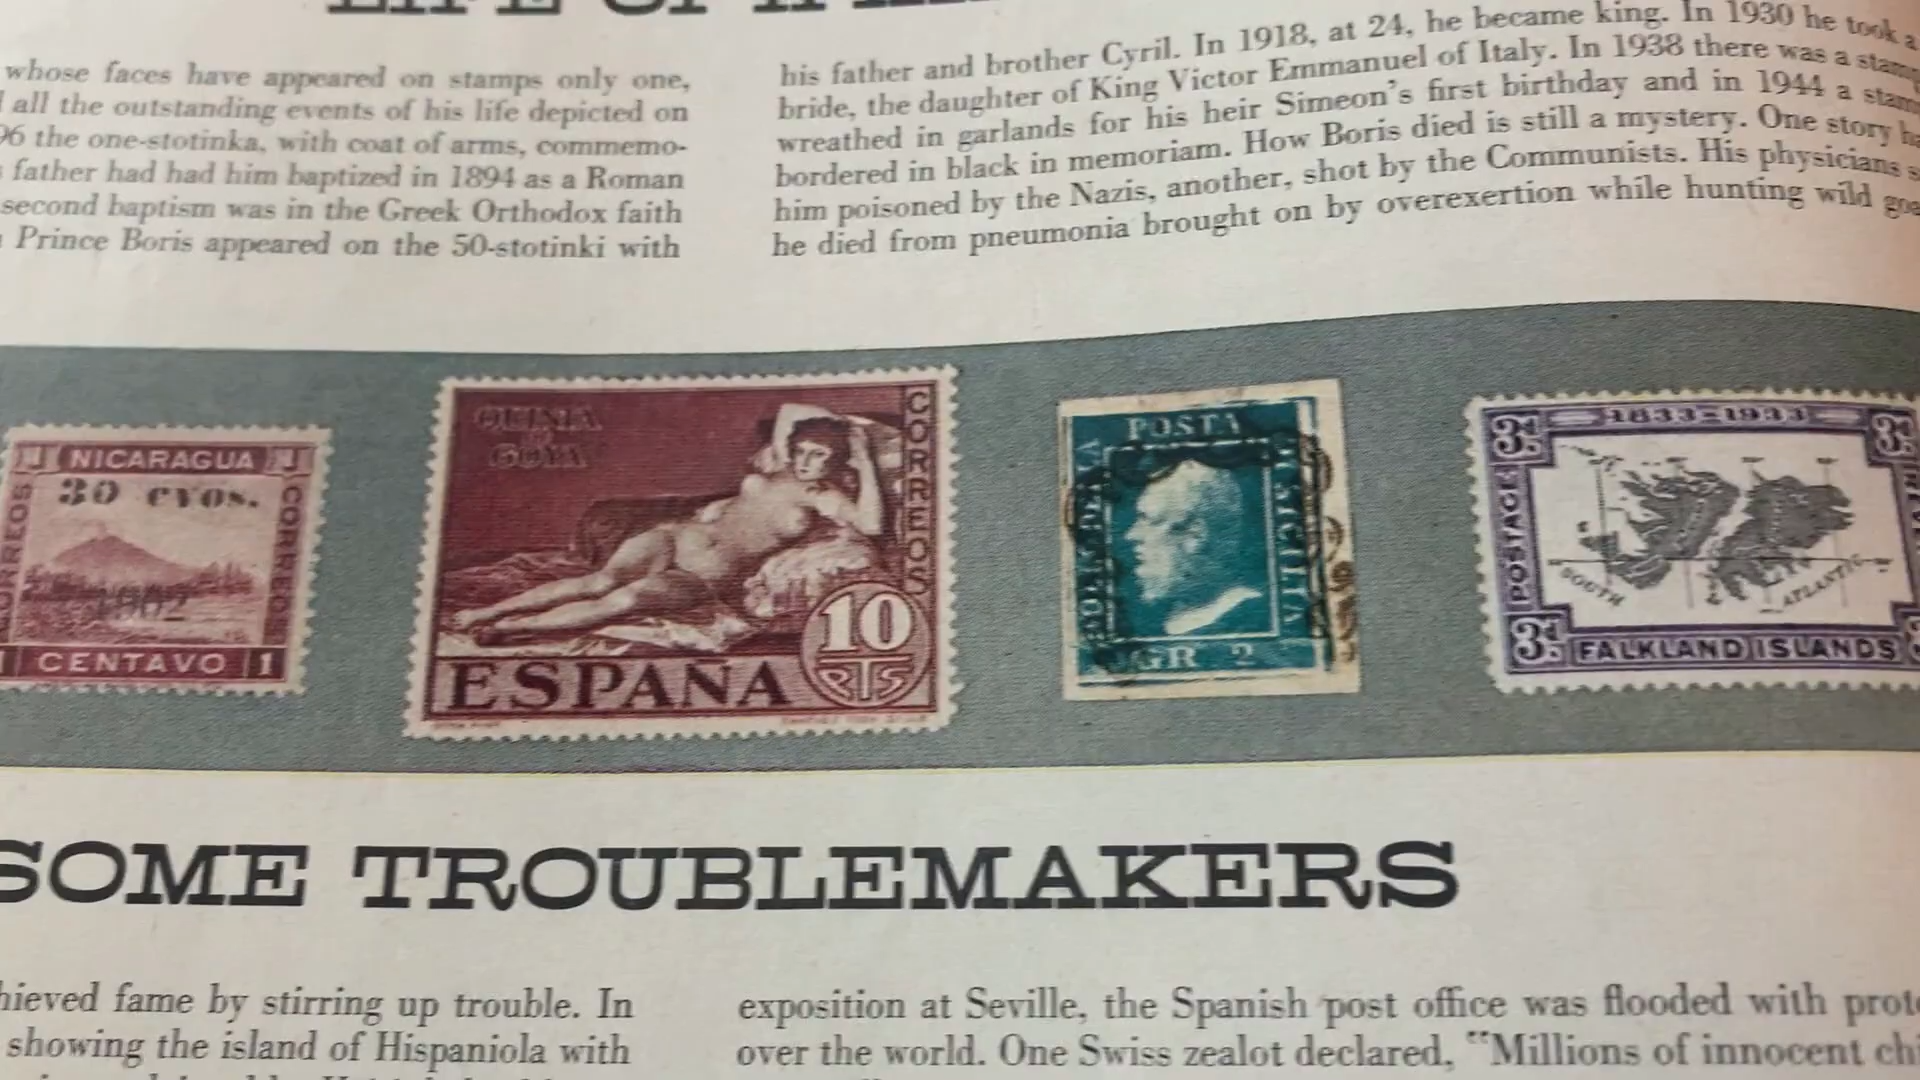 whose faces have appeared on stamps only one,
all the outstanding events of his life depicted on
96 the one-stotinka, with coat of arms, commemo-
father had had him baptized in 1894 as a Roman
second baptism was in the Greek Orthodox faith
Prince Boris appeared on the 50-stotinki with
his father and brother Cyril. In 1918, at 24, he became king. In 1930 he took a
bride, the daughter of King Victor Emmanuel of Italy. In 1938 there was a stamp
wreathed in garlands for his heir Simeon's first birthday and in 1944 a stam
bordered in black in memoriam. How Boris died is still a mystery. One story ha
him poisoned by the Nazis, another, shot by the Communists. His physicians s
he died from pneumonia brought on by overexertion while hunting wild goa
NICARAGUA
30 cvos.
CORREOS
CORREOS
1902
CENTAVO 1
QUINTA
DE
GOYA
CORREOS
10
PTS
ESPAÑA
POSTA
BOLLO DELLA
DI SICILIA
GR 2
1833-1933
3d
3d
POSTAGE
SOUTH
ATLANTIC
3d
FALKLAND ISLANDS
SOME TROUBLEMAKERS
hieved fame by stirring up trouble. In
showing the island of Hispaniola with
exposition at Seville, the Spanish post office was flooded with prote
over the world. One Swiss zealot declared, "Millions of innocent chi